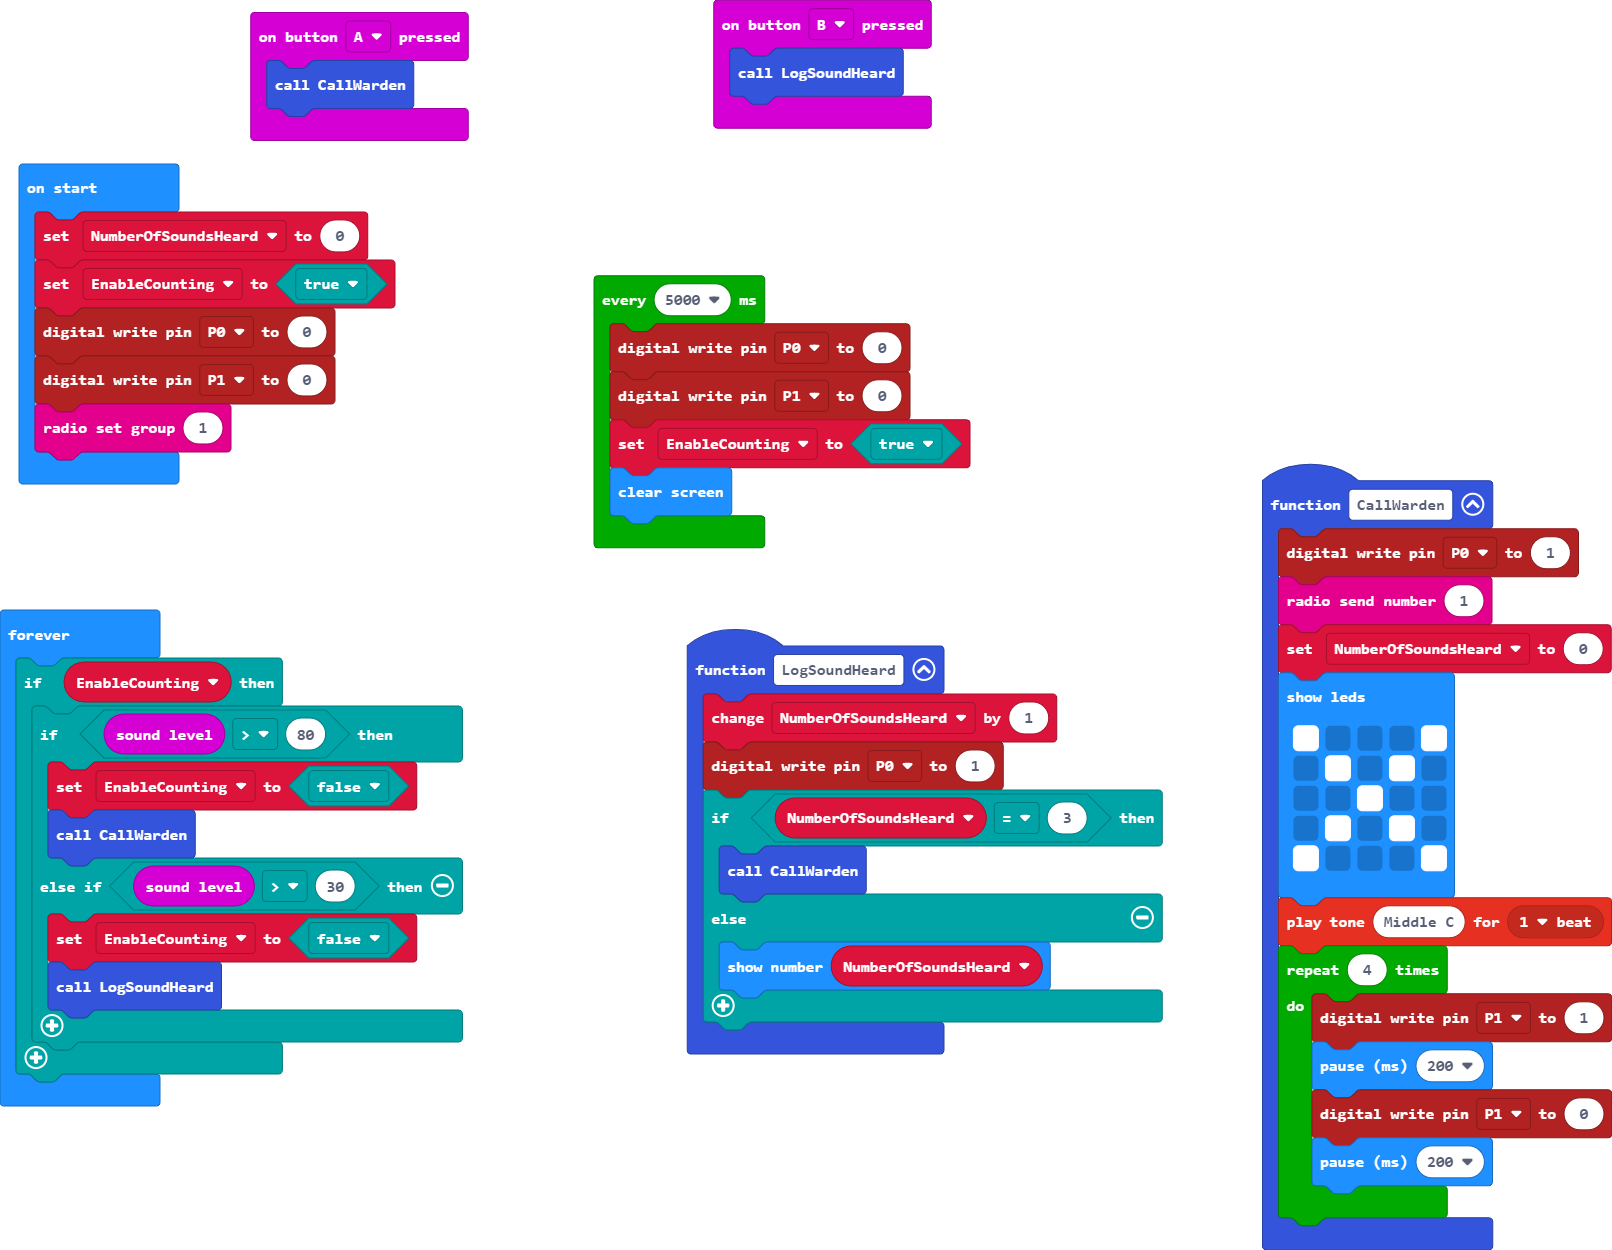 on button A pressed
call CallWarden
on button B pressed
call LogSoundHeard
on start
set NumberOfSoundsHeard to 0
set EnableCounting to true
digital write pin P0 to 0
digital write pin P1 to 0
radio set group 1
every 5000 ms
digital write pin P0 to 0
digital write pin P1 to 0
set EnableCounting to true
clear screen
forever
if EnableCounting then
if sound level > 80 then
set EnableCounting to false
call CallWarden
else if sound level > 30 then
set EnableCounting to false
call LogSoundHeard
function LogSoundHeard
change NumberOfSoundsHeard by 1
digital write pin P0 to 1
if NumberOfSoundsHeard = 3 then
call CallWarden
else
show number NumberOfSoundsHeard
function CallWarden
digital write pin P0 to 1
radio send number 1
set NumberOfSoundsHeard to 0
show leds
play tone Middle C for 1 beat
repeat 4 times
do
digital write pin P1 to 1
pause (ms) 200
digital write pin P1 to 0
pause (ms) 200